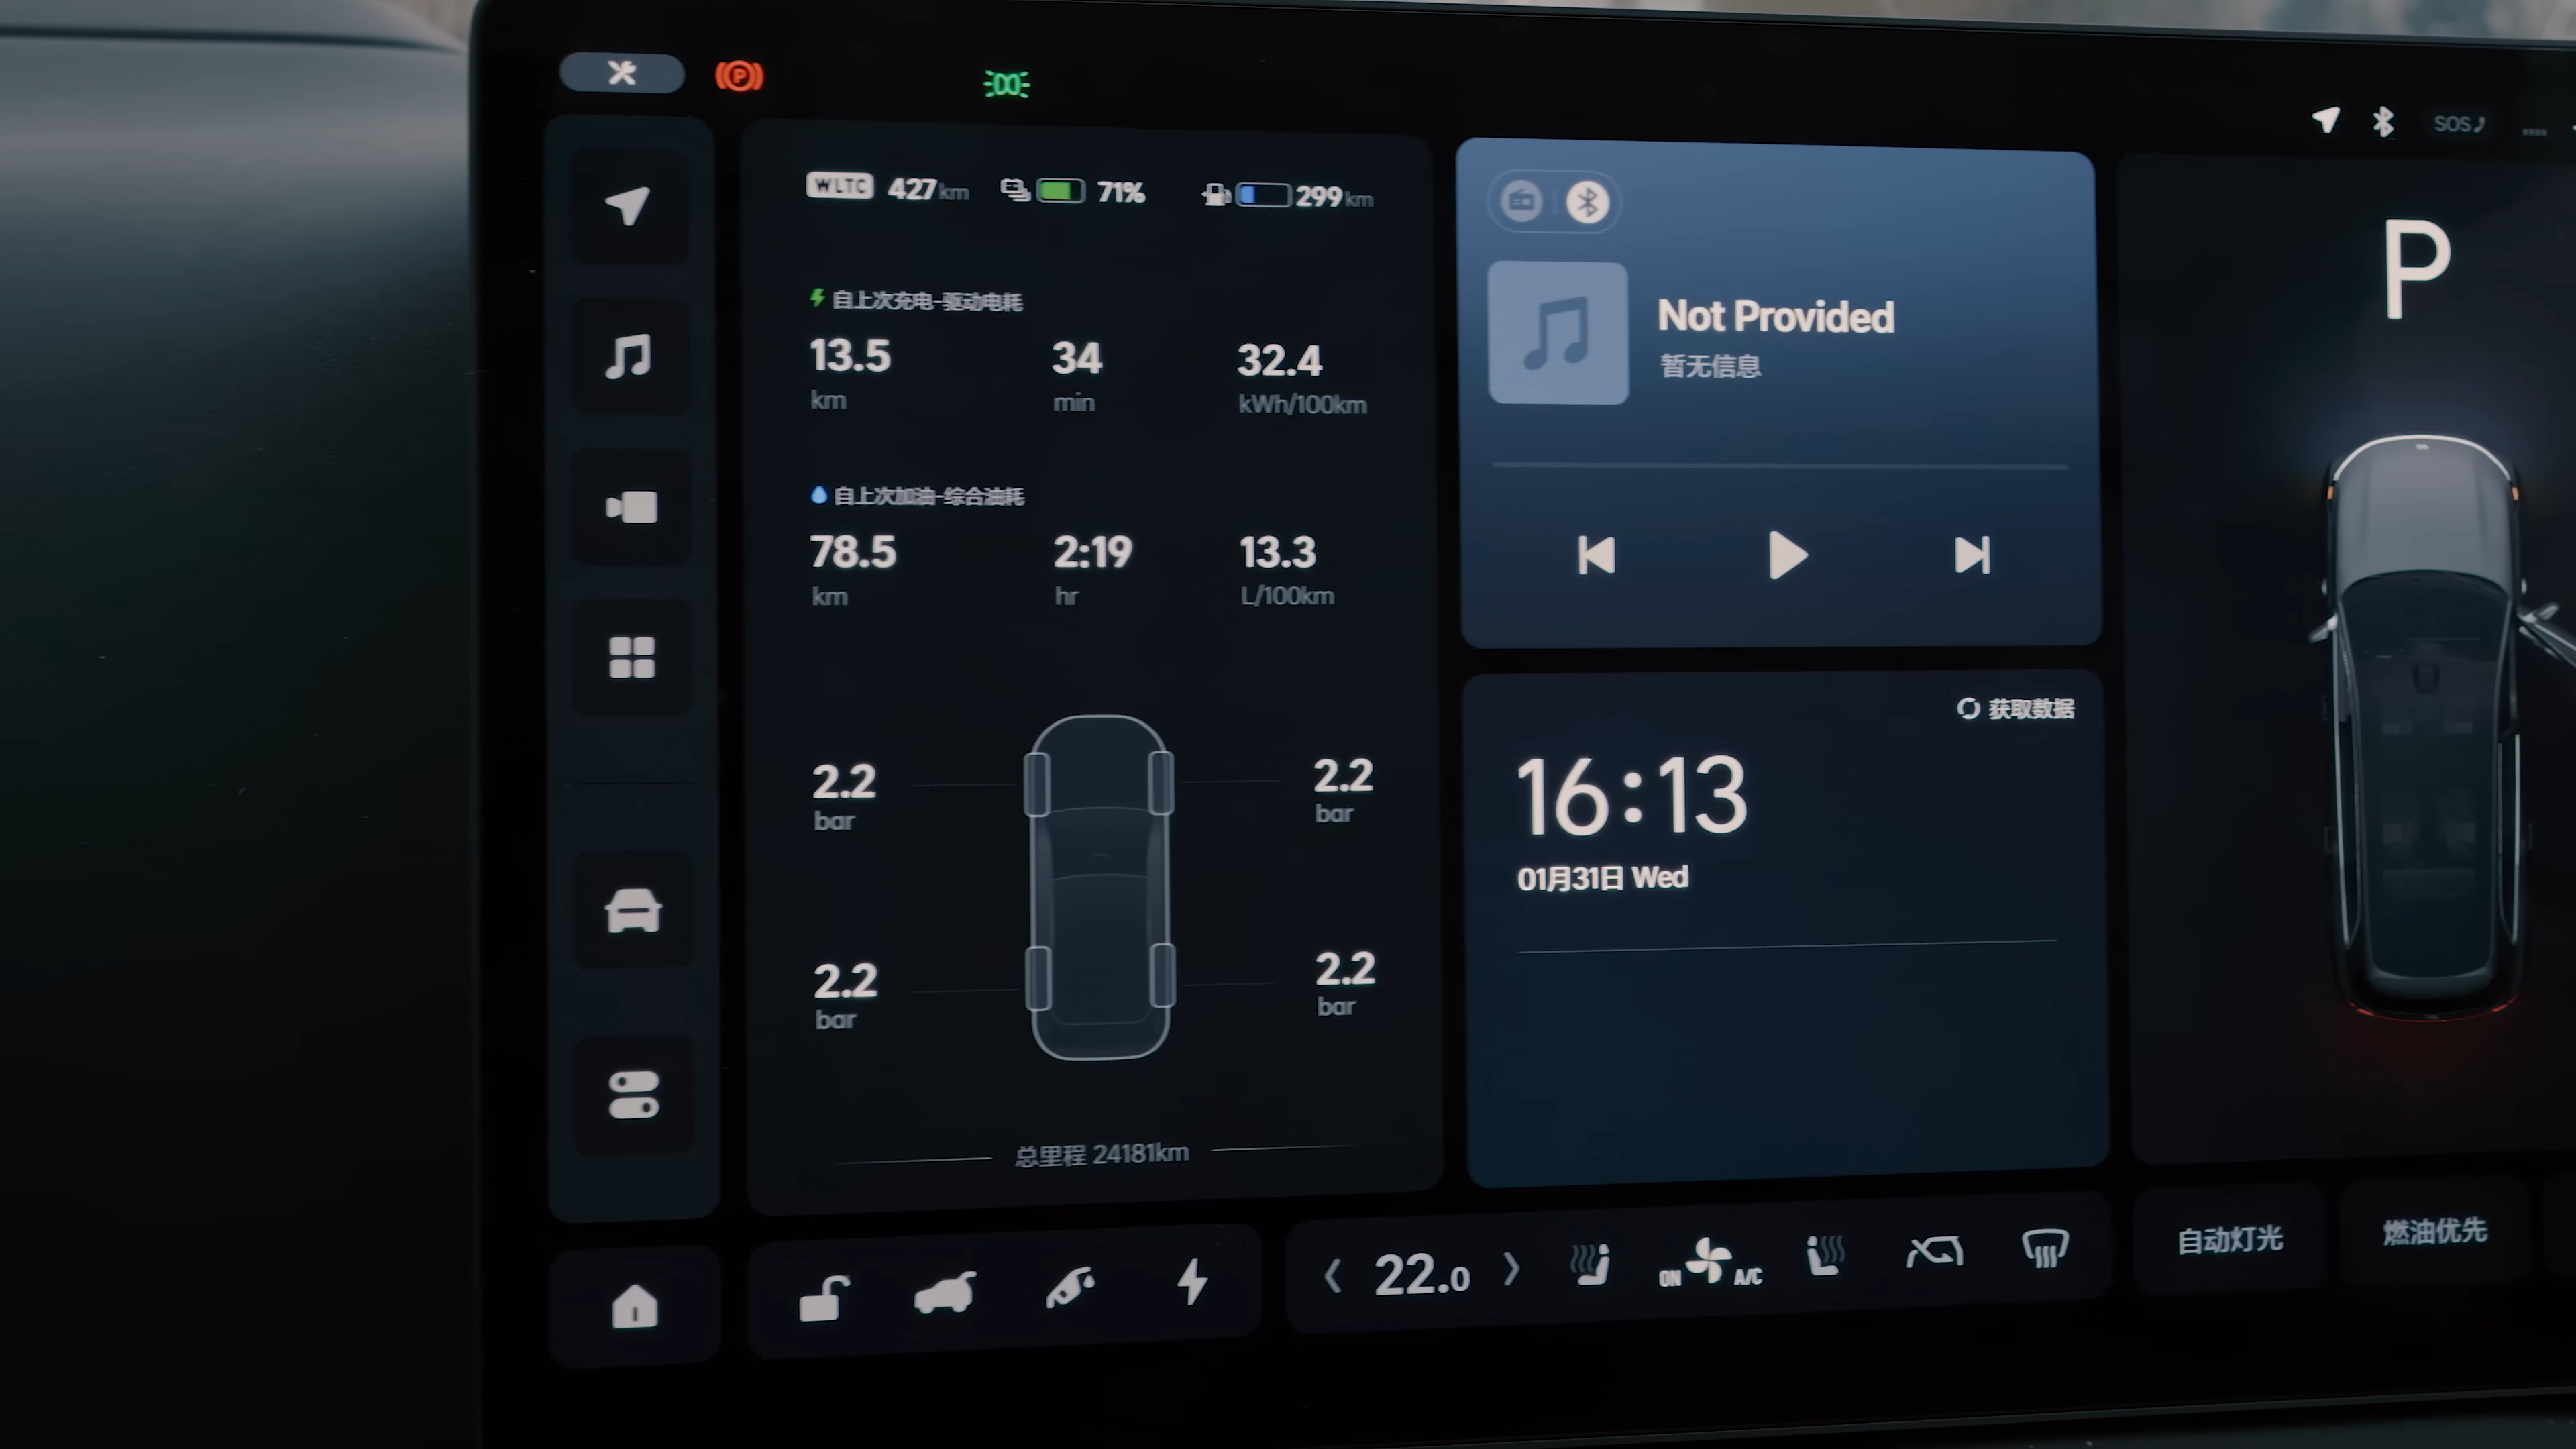 SOS
WLTC 427km 71% 299km
自上次充电-驱动电耗
13.5 34 32.4
km min kWh/100km
自上次加油-综合油耗
78.5 2:19 13.3
km hr L/100km
2.2 2.2
bar bar
2.2 2.2
bar bar
总里程 24181km
Not Provided
暂无信息
获取数据
16:13
01月31日 Wed
P
22.0 ON A/C
自动灯光 燃油优先